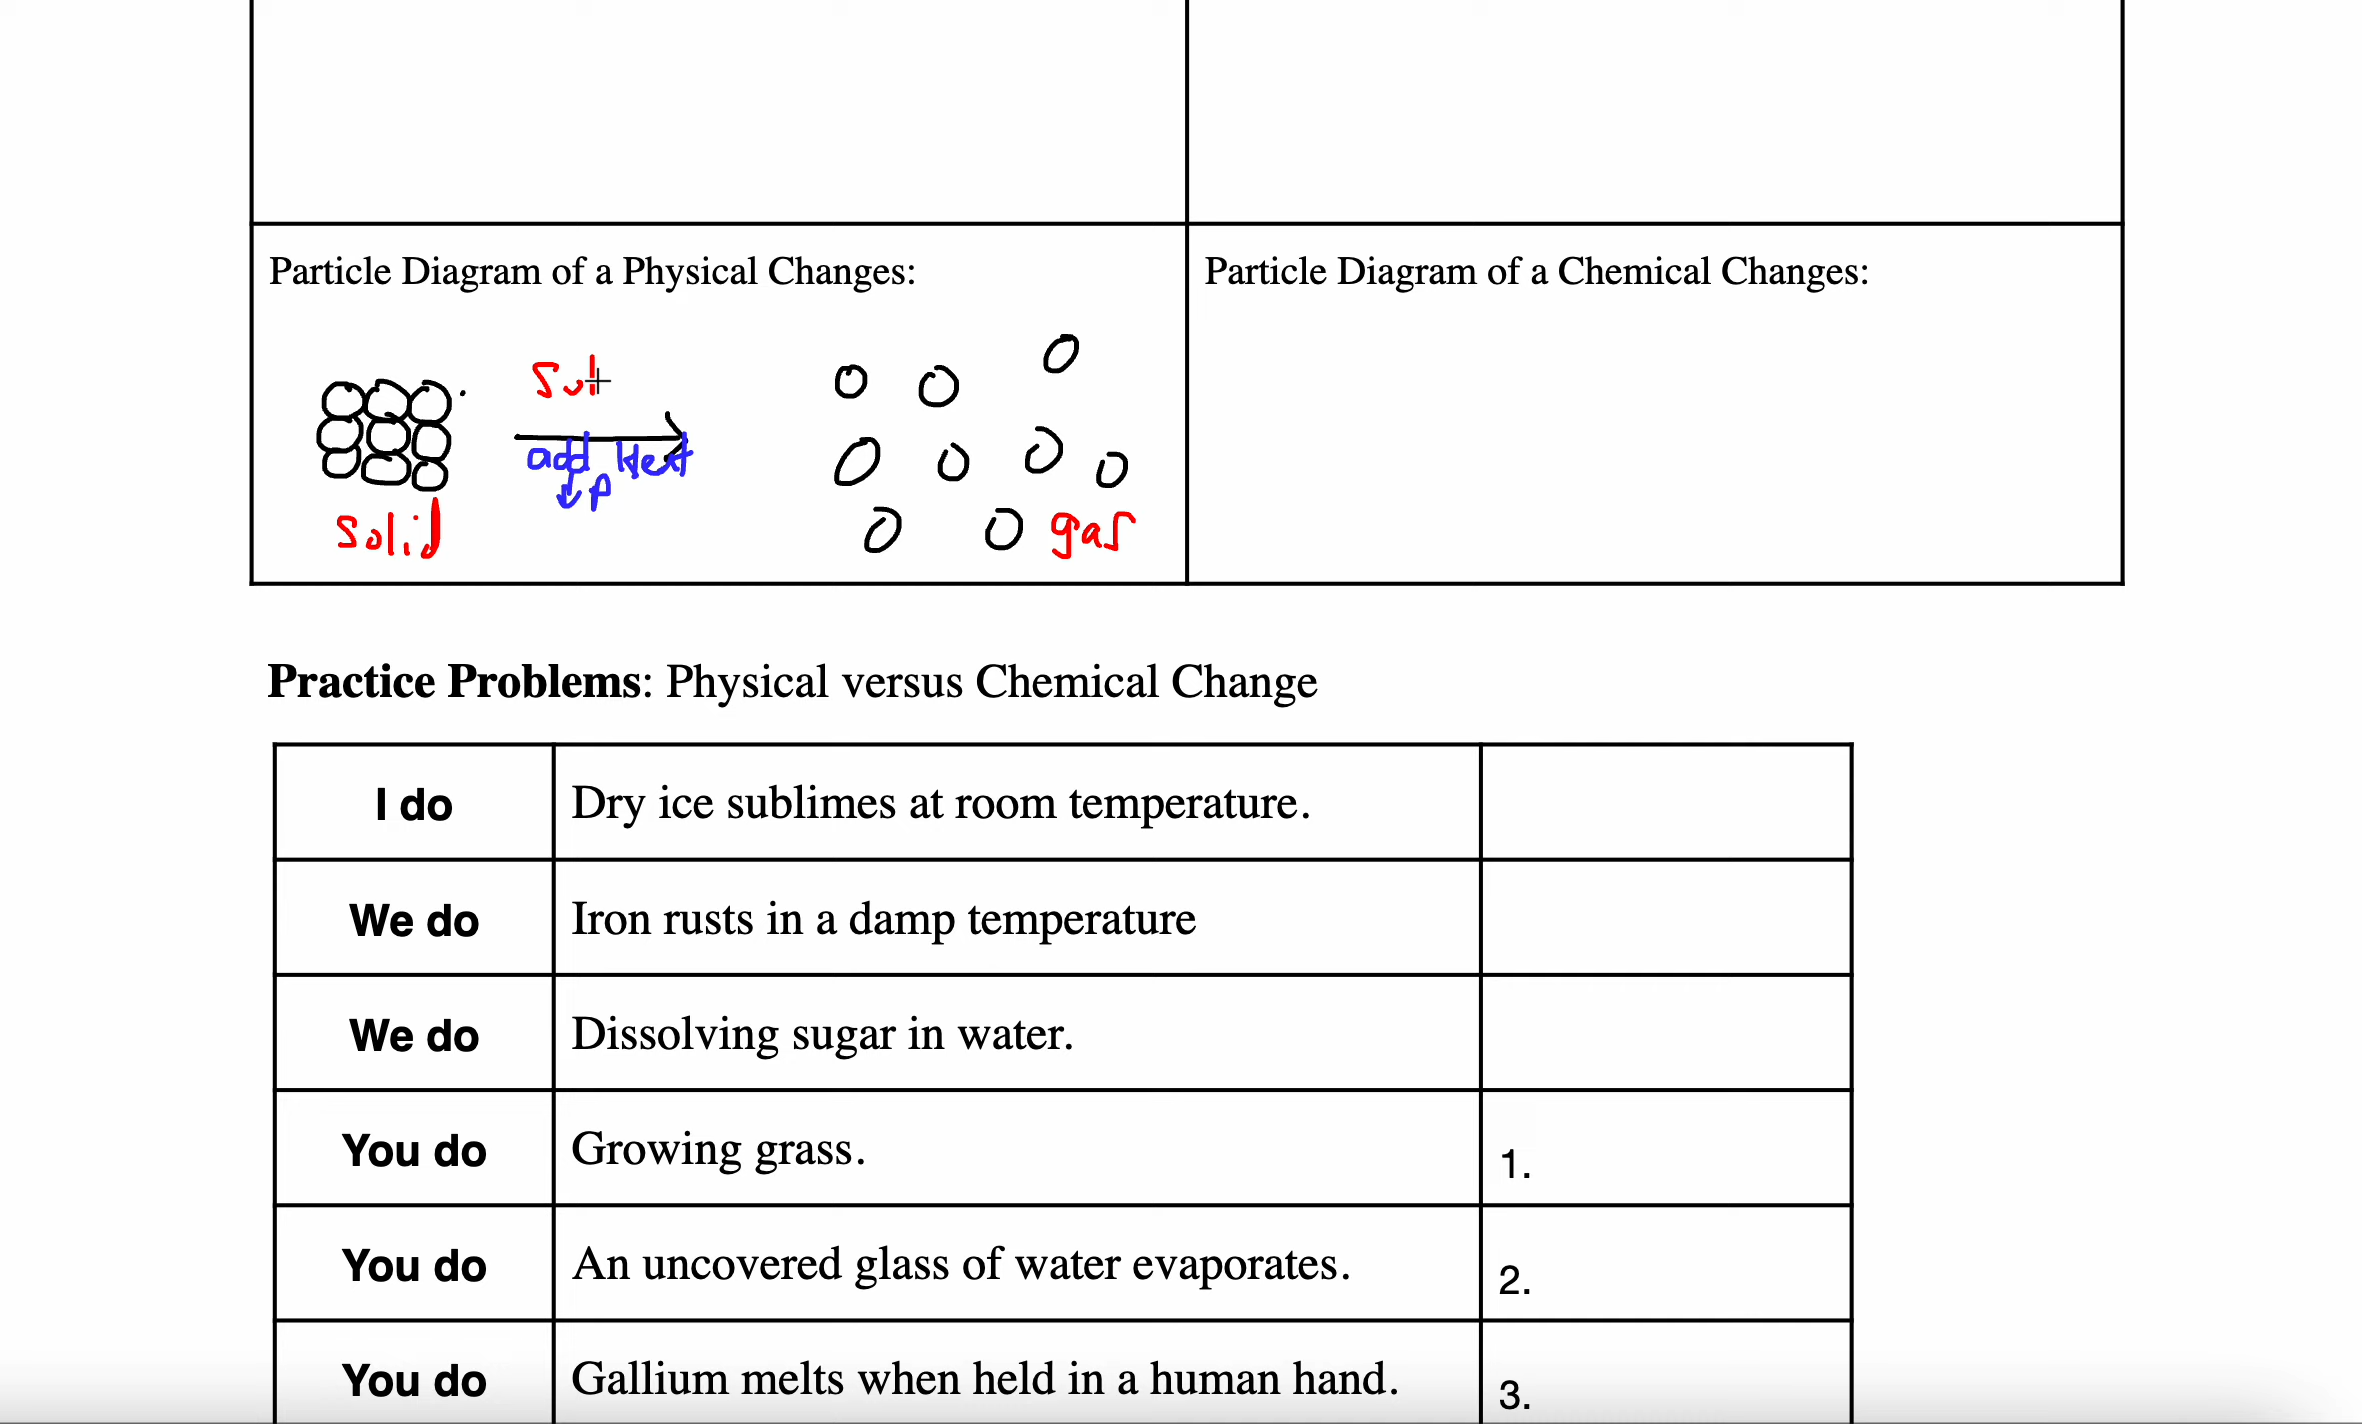 Particle Diagram of a Physical Changes:
Particle Diagram of a Chemical Changes:
add Heat
↓P
solid
gas
Practice Problems: Physical versus Chemical Change
I do Dry ice sublimes at room temperature.
We do Iron rusts in a damp temperature
We do Dissolving sugar in water.
You do Growing grass. 1.
You do An uncovered glass of water evaporates. 2.
You do Gallium melts when held in a human hand. 3.